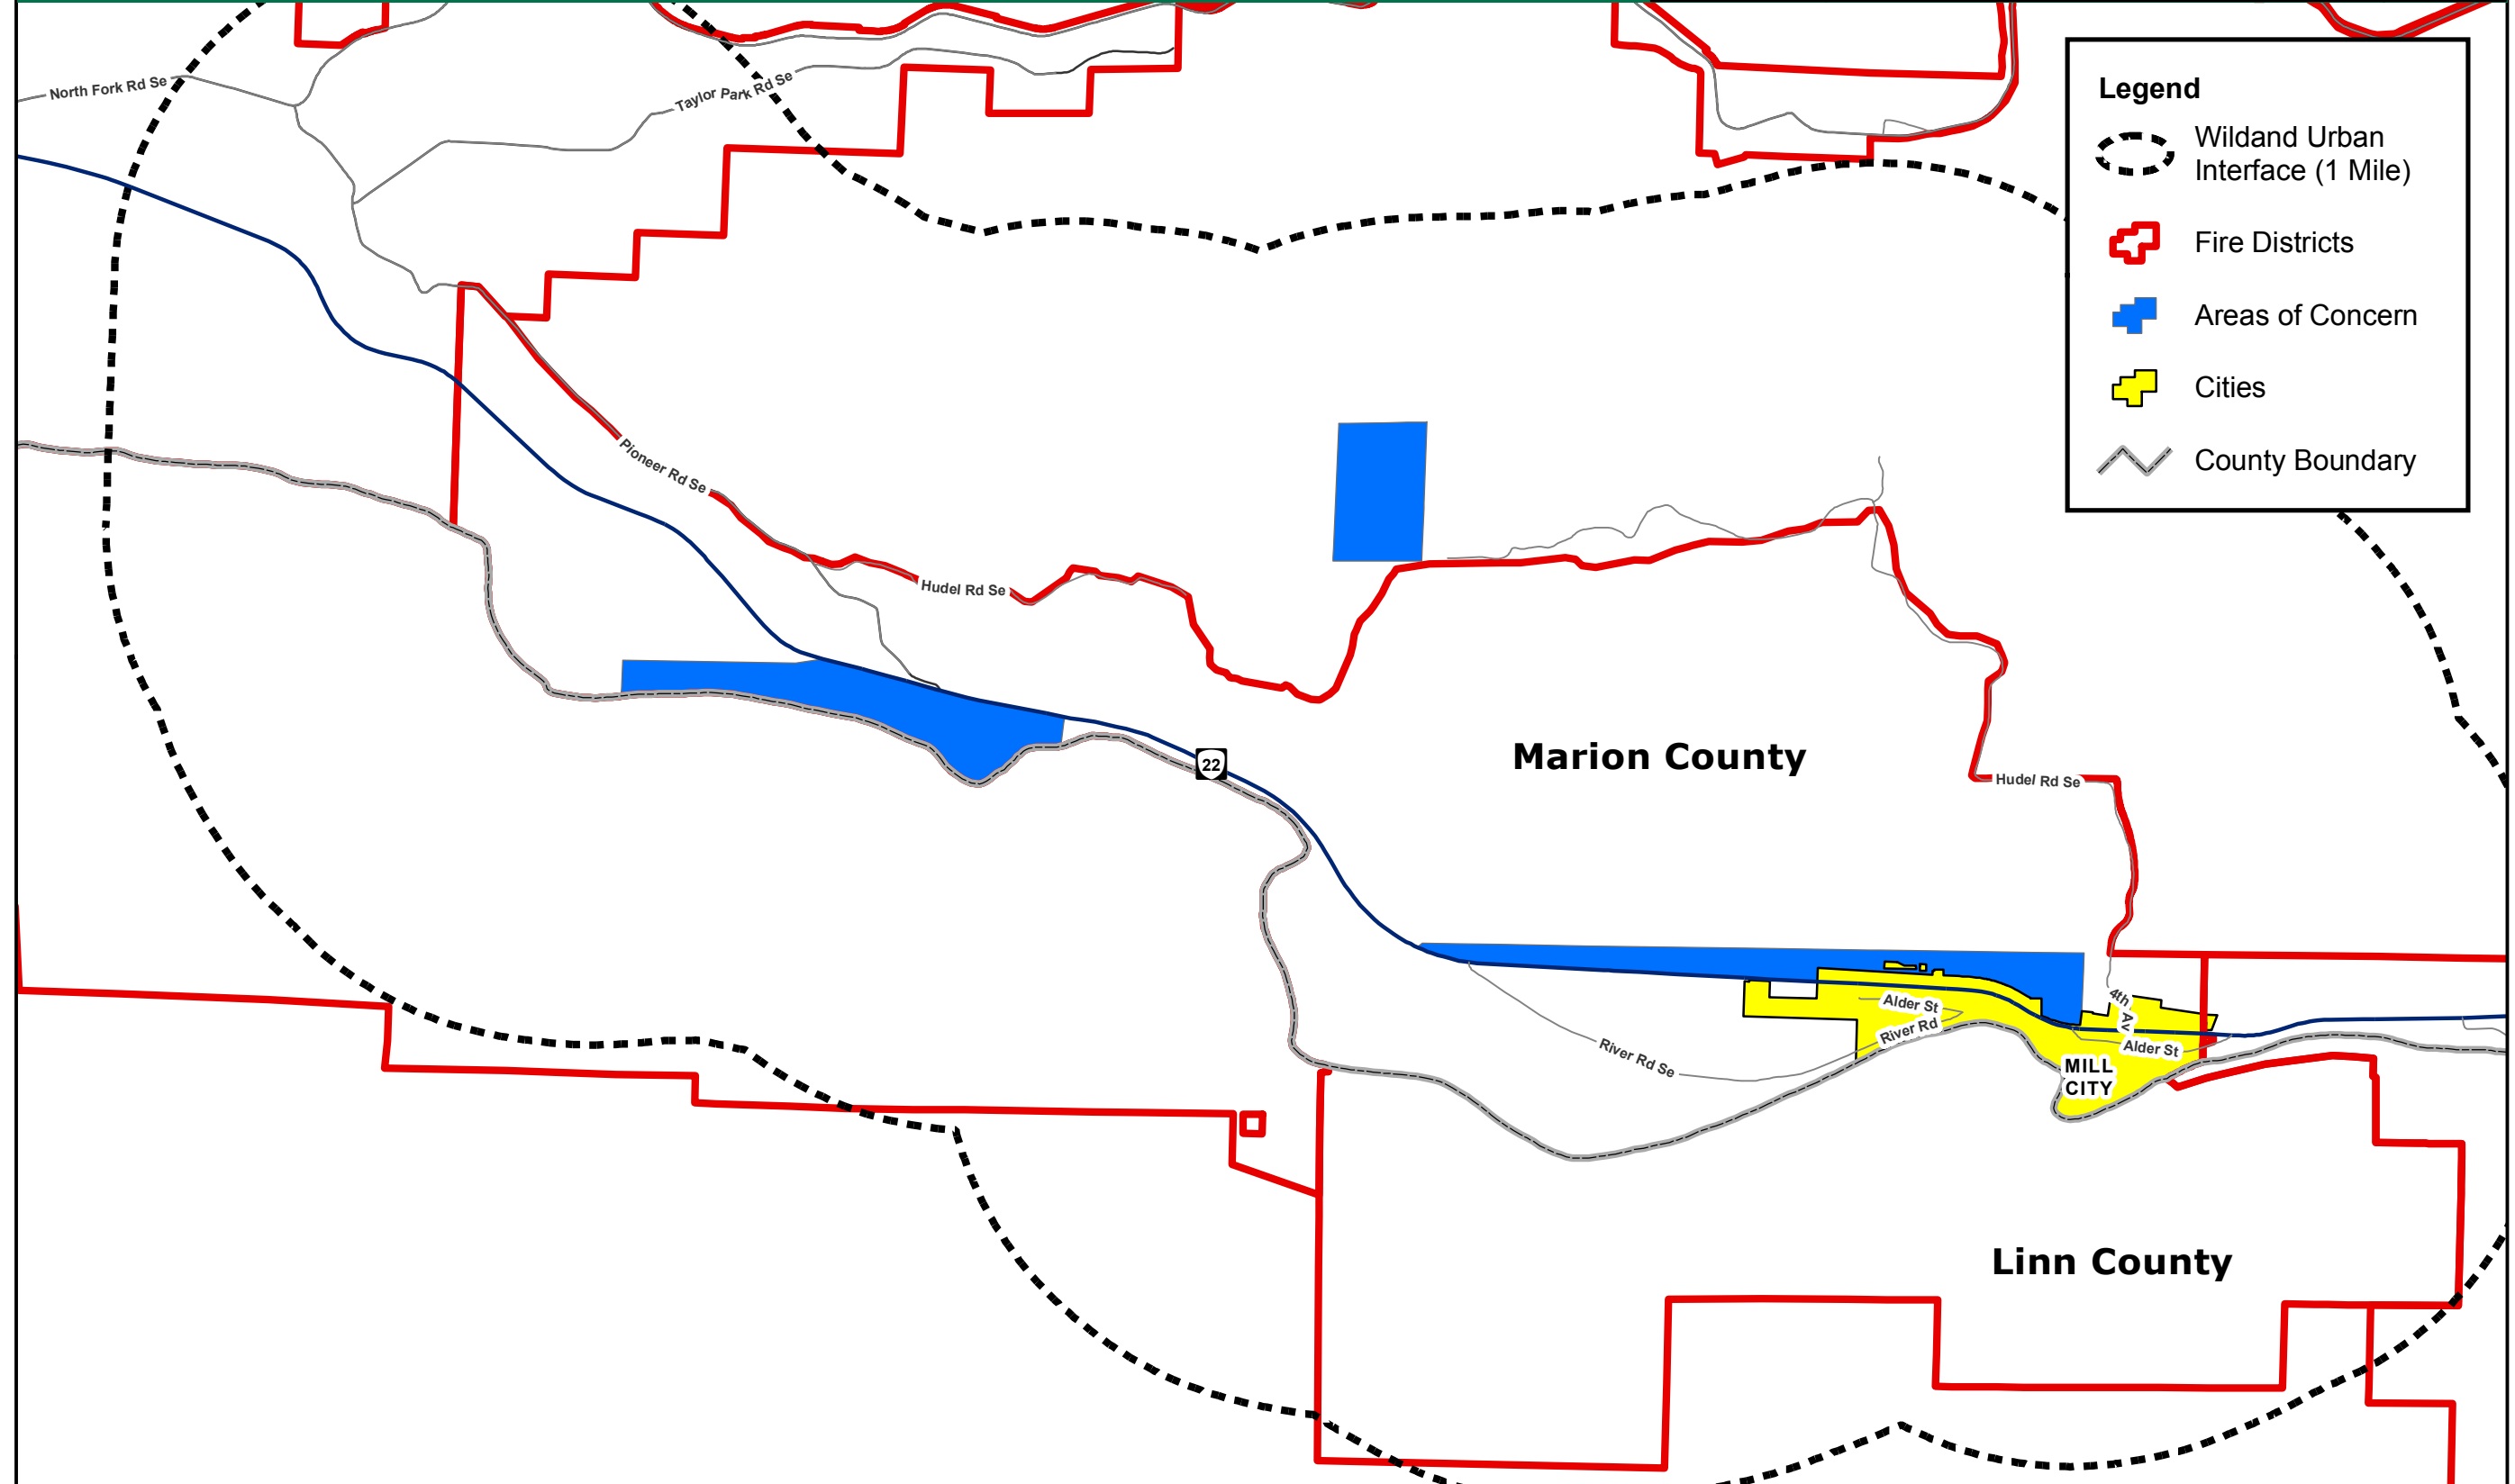 North Fork Rd Se
Taylor Park Rd Se
Legend
Wildand Urban
Interface (1 Mile)
Fire Districts
Areas of Concern
Cities
County Boundary
Pioneer Rd Se
Hudel Rd Se
22
Marion County
Hudel Rd Se
4th Av
Alder St
River Rd
River Rd Se
Alder St
MILL
CITY
Linn County